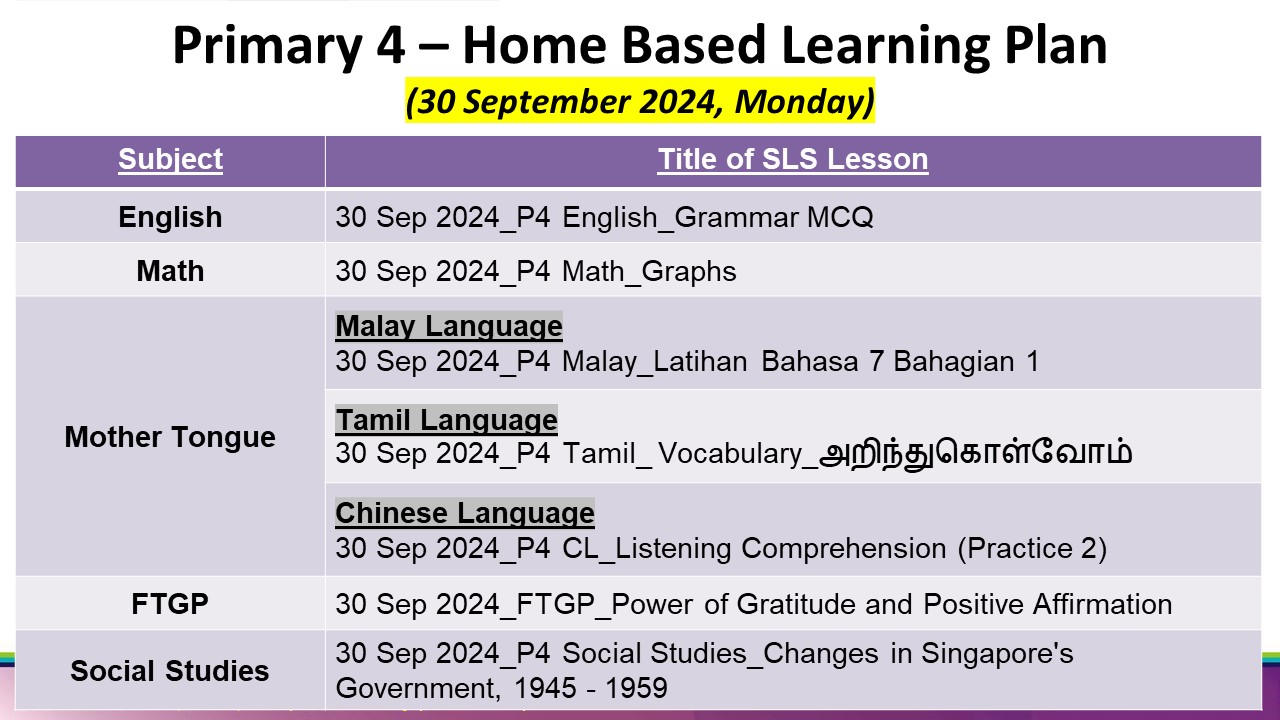 Primary 4 – Home Based Learning Plan
(30 September 2024, Monday)
Subject
Title of SLS Lesson
English
30 Sep 2024_P4 English_Grammar MCQ
Math
30 Sep 2024_P4 Math_Graphs
Mother Tongue
Malay Language
30 Sep 2024_P4 Malay_Latihan Bahasa 7 Bahagian 1
Tamil Language
30 Sep 2024_P4 Tamil_ Vocabulary_அறிந்துகொள்வோம்
Chinese Language
30 Sep 2024_P4 CL_Listening Comprehension (Practice 2)
FTGP
30 Sep 2024_FTGP_Power of Gratitude and Positive Affirmation
Social Studies
30 Sep 2024_P4 Social Studies_Changes in Singapore's
Government, 1945 - 1959